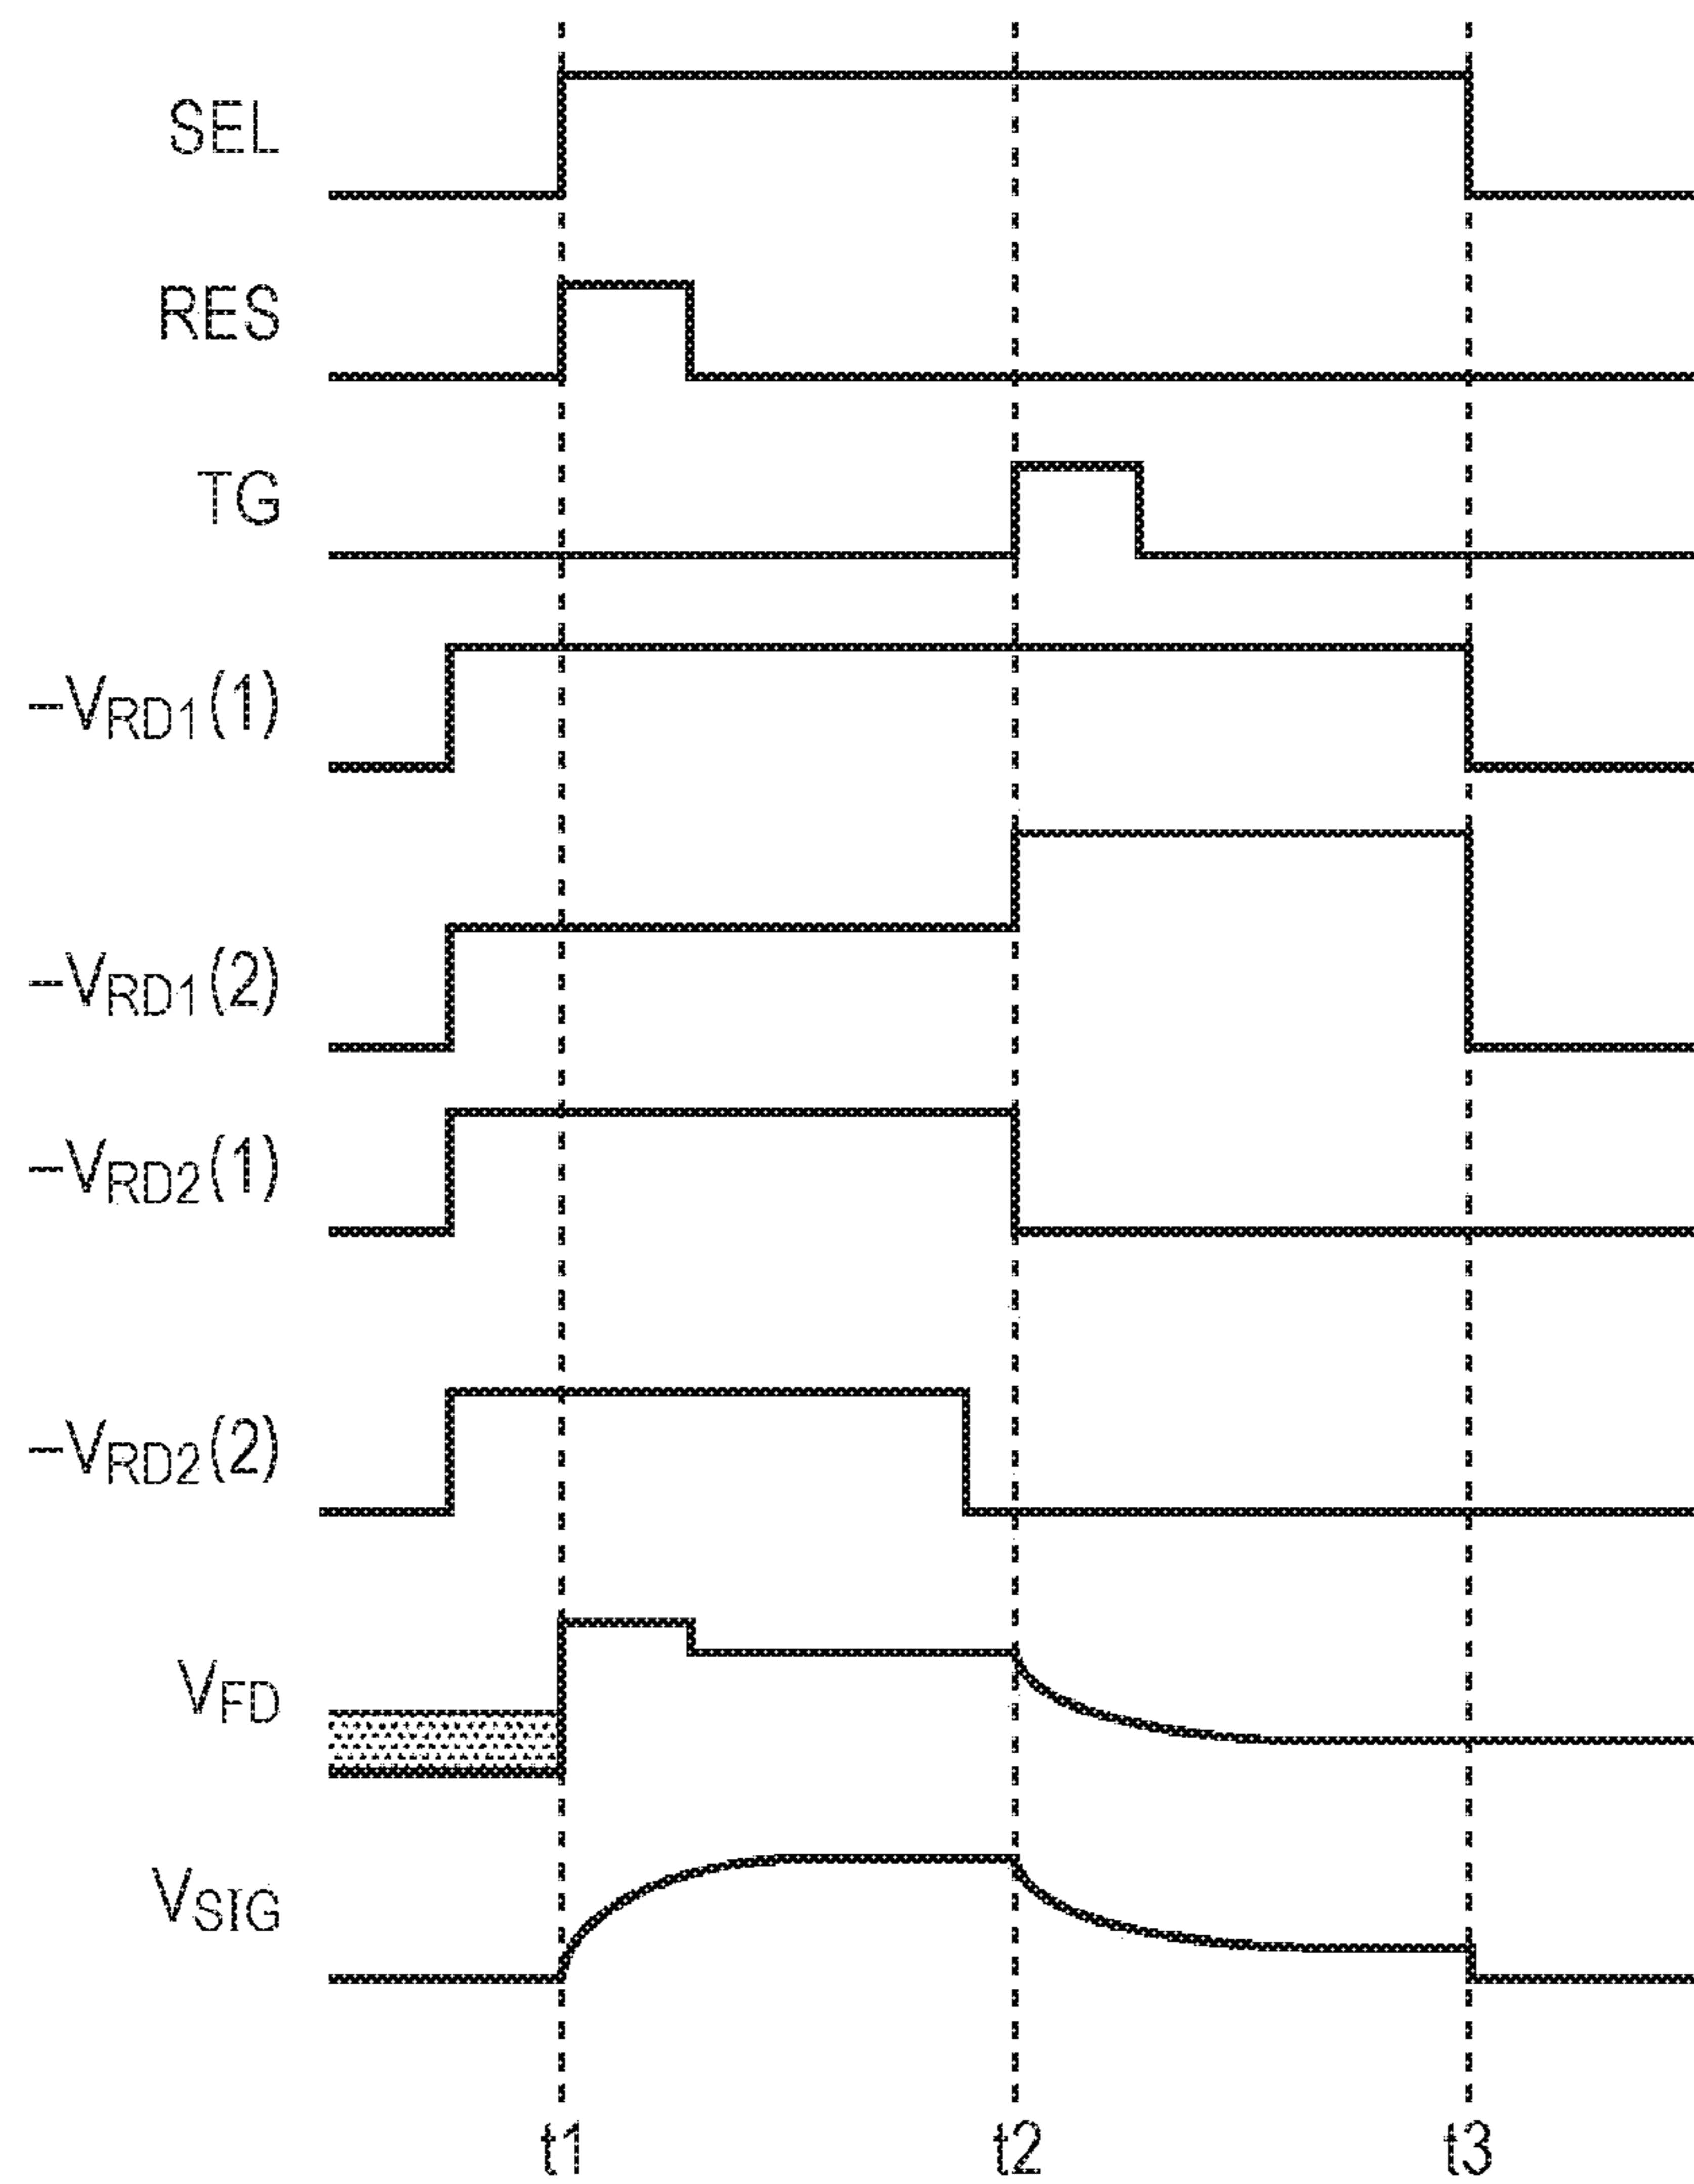 SEL
RES
TG
-VRD1(1)
-VRD1(2)
-VRD2(1)
-VRD2(2)
VFD
VSIG
t1 t2 t3